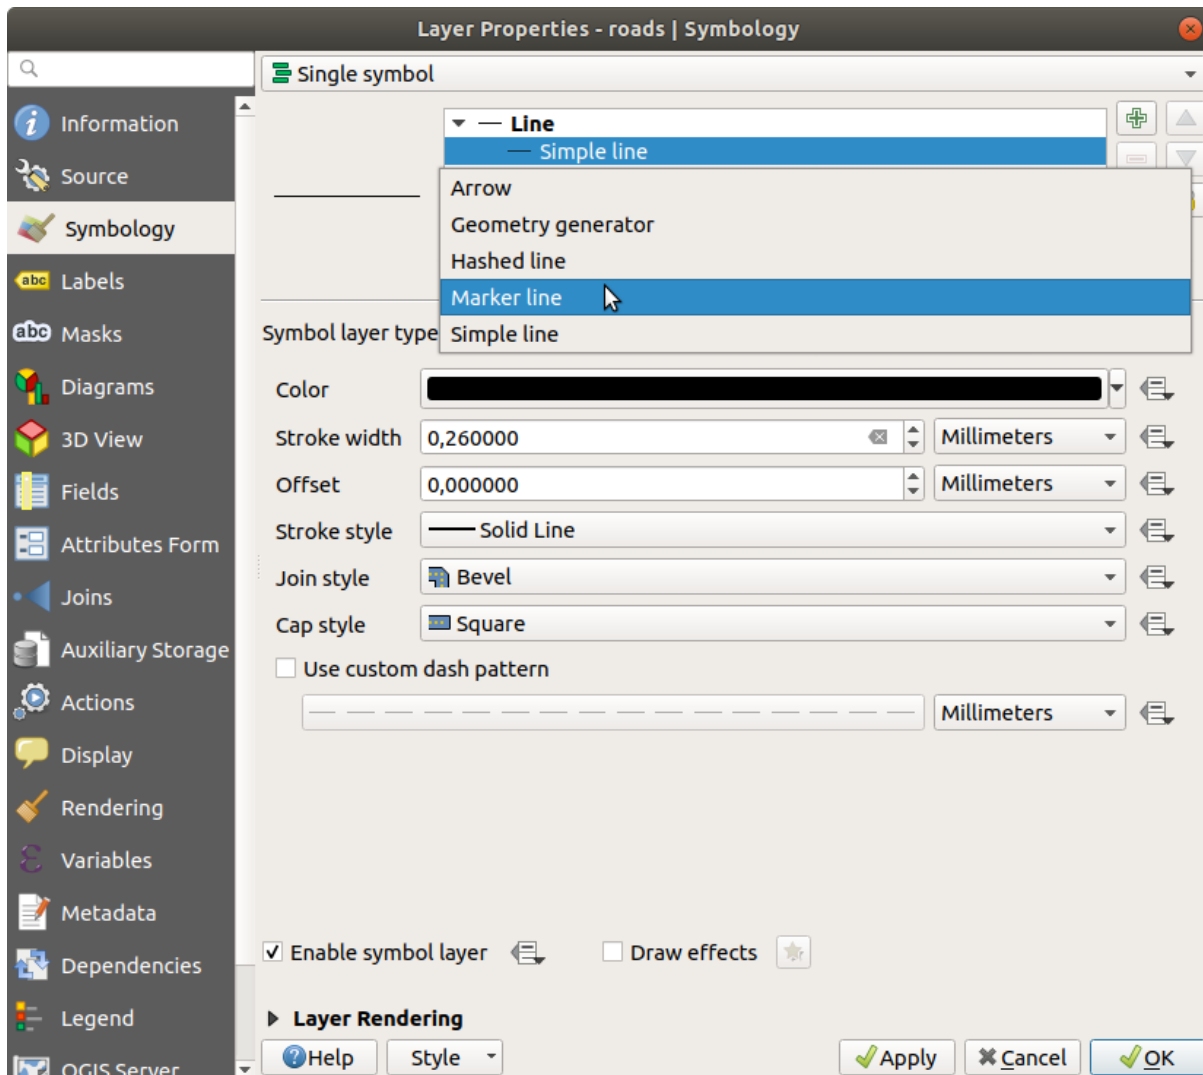 Layer Properties - roads | Symbology
Single symbol
Information
Source
Symbology
abc Labels
abc Masks
Diagrams
3D View
Fields
Attributes Form
Joins
Auxiliary Storage
Actions
Display
Rendering
Variables
Metadata
Dependencies
Legend
QGIS Server
Line
Simple line
Arrow
Geometry generator
Hashed line
Marker line
Simple line
Symbol layer type
Color
Stroke width 0,260000 Millimeters
Offset 0,000000 Millimeters
Stroke style Solid Line
Join style Bevel
Cap style Square
Use custom dash pattern
Millimeters
Enable symbol layer Draw effects
Layer Rendering
Help Style Apply Cancel OK